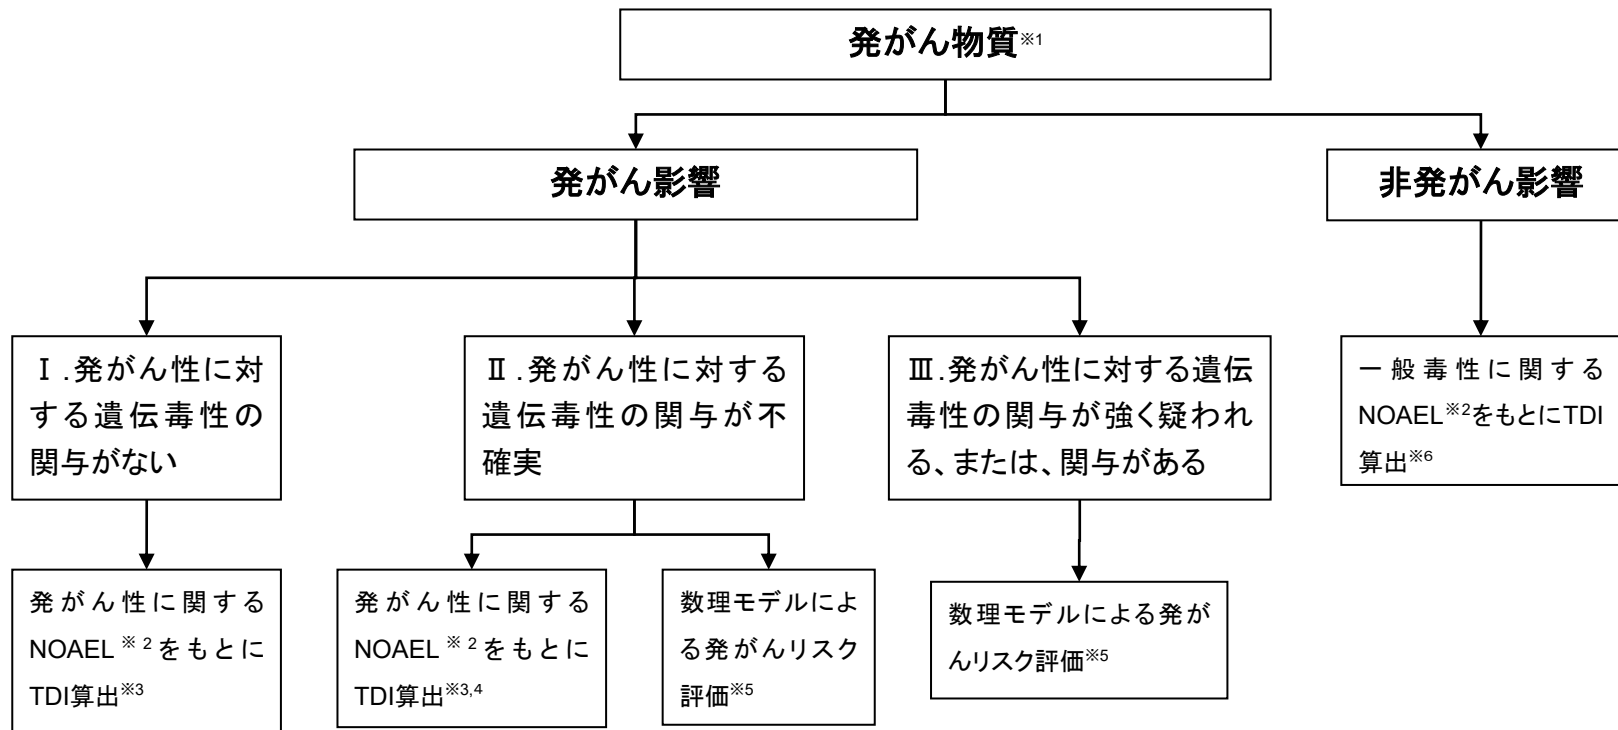 発がん物質※1
発がん影響
非発がん影響
Ⅰ.発がん性に対
する遺伝毒性の
関与がない
Ⅱ.発がん性に対する
遺伝毒性の関与が不
確実
Ⅲ.発がん性に対する遺伝
毒性の関与が強く疑われ
る、または、関与がある
一般毒性に関する
NOAEL※2をもとにTDI
算出※6
発がん性に関する
NOAEL※2をもとに
TDI算出※3
発がん性に関する
NOAEL※2をもとに
TDI算出※3,4
数理モデルによ
る発がんリスク
評価※5
数理モデルによる発が
んリスク評価※5